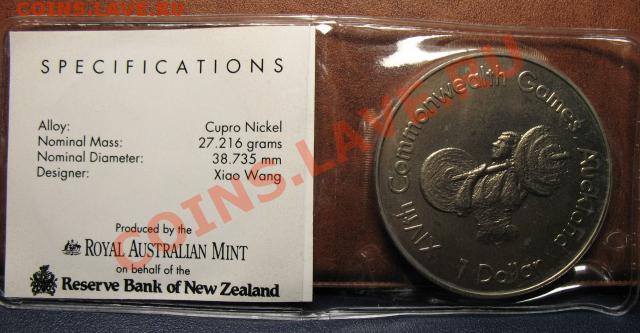 COINS.LAVE.RU
SPECIFICATIONS
Alloy: Cupro Nickel
Nominal Mass: 27.216 grams
Nominal Diameter: 38.735 mm
Designer: Xiao Wang
Produced by the
ROYAL AUSTRALIAN MINT
on behalf of the
Reserve Bank of New Zealand
XIVth Commonwealth Games Auckland
1 Dollar
COINS.LAVE.RU